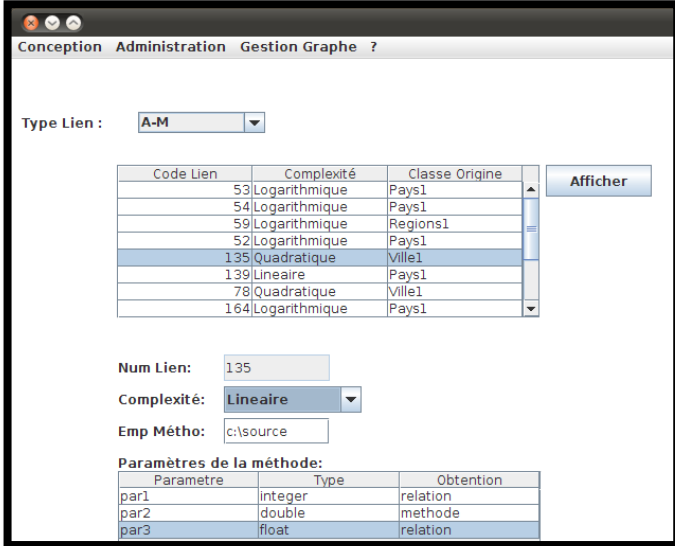 Conception Administration Gestion Graphe ?
Type Lien : A-M
Code Lien Complexité Classe Origine
Afficher
53 Logarithmique Pays1
54 Logarithmique Pays1
59 Logarithmique Regions1
52 Logarithmique Pays1
135 Quadratique Ville1
139 Lineaire Pays1
78 Quadratique Ville1
164 Logarithmique Pays1
Num Lien: 135
Complexité: Lineaire
Emp Métho: c:\source
Paramètres de la méthode:
Parametre Type Obtention
par1 integer relation
par2 double methode
par3 float relation